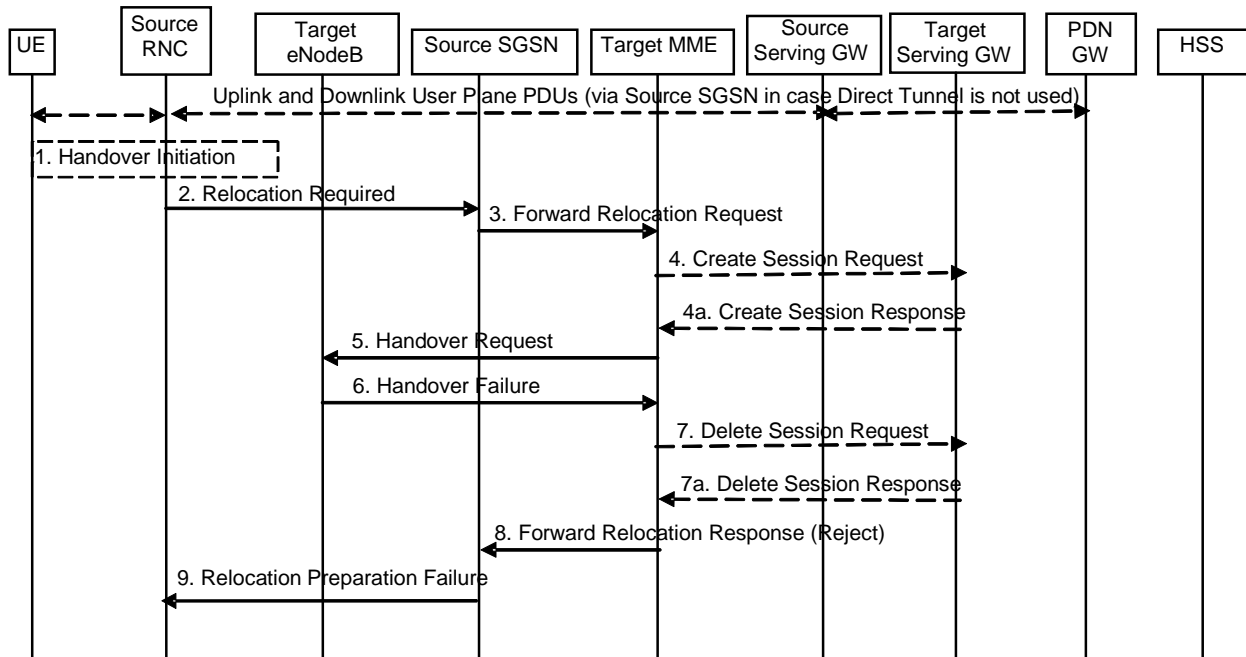 UE
Source
RNC
Target
eNodeB
Source SGSN
Target MME
Source
Serving GW
Target
Serving GW
PDN
GW
HSS
Uplink and Downlink User Plane PDUs (via Source SGSN in case Direct Tunnel is not used)
1. Handover Initiation
2. Relocation Required
3. Forward Relocation Request
4. Create Session Request
4a. Create Session Response
5. Handover Request
6. Handover Failure
7. Delete Session Request
7a. Delete Session Response
8. Forward Relocation Response (Reject)
9. Relocation Preparation Failure